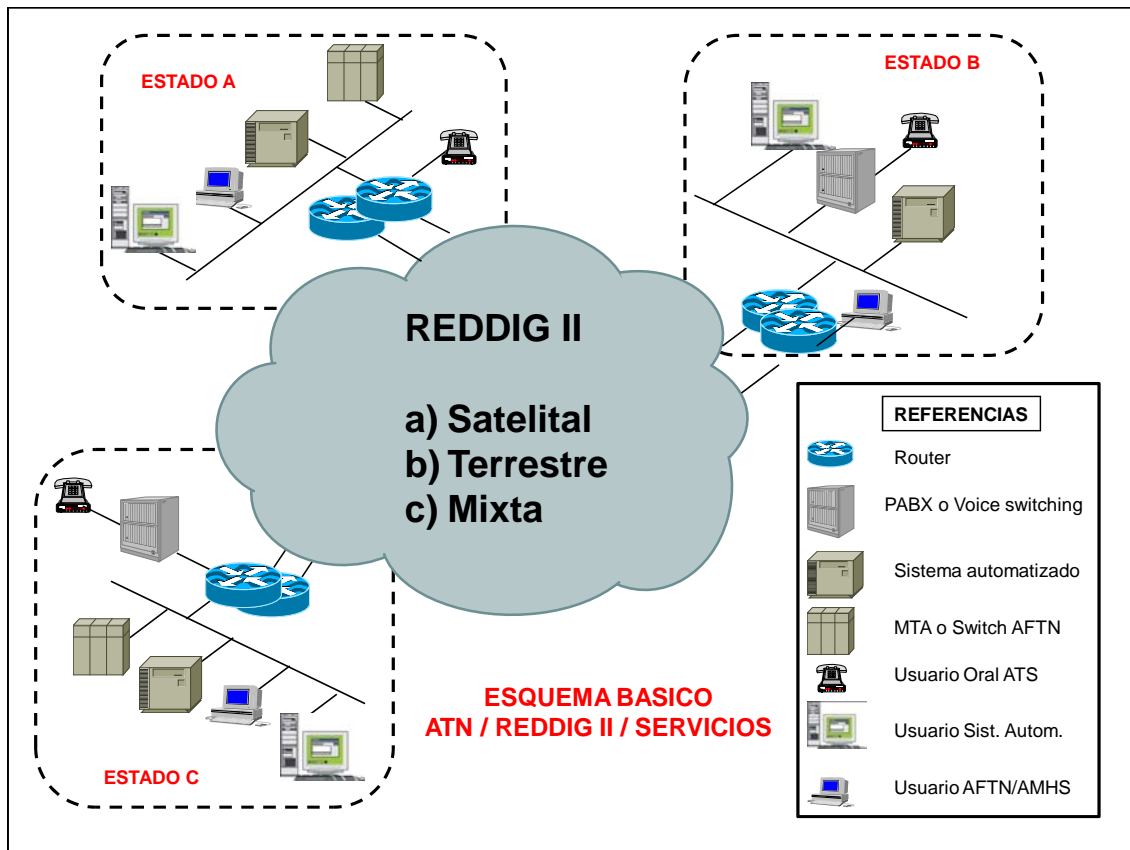 ESTADO A
ESTADO B
REDDIG II
a) Satelital
b) Terrestre
c) Mixta
REFERENCIAS
Router
PABX o Voice switching
Sistema automatizado
MTA o Switch AFTN
Usuario Oral ATS
Usuario Sist. Autom.
Usuario AFTN/AMHS
ESQUEMA BASICO
ATN / REDDIG II / SERVICIOS
ESTADO C